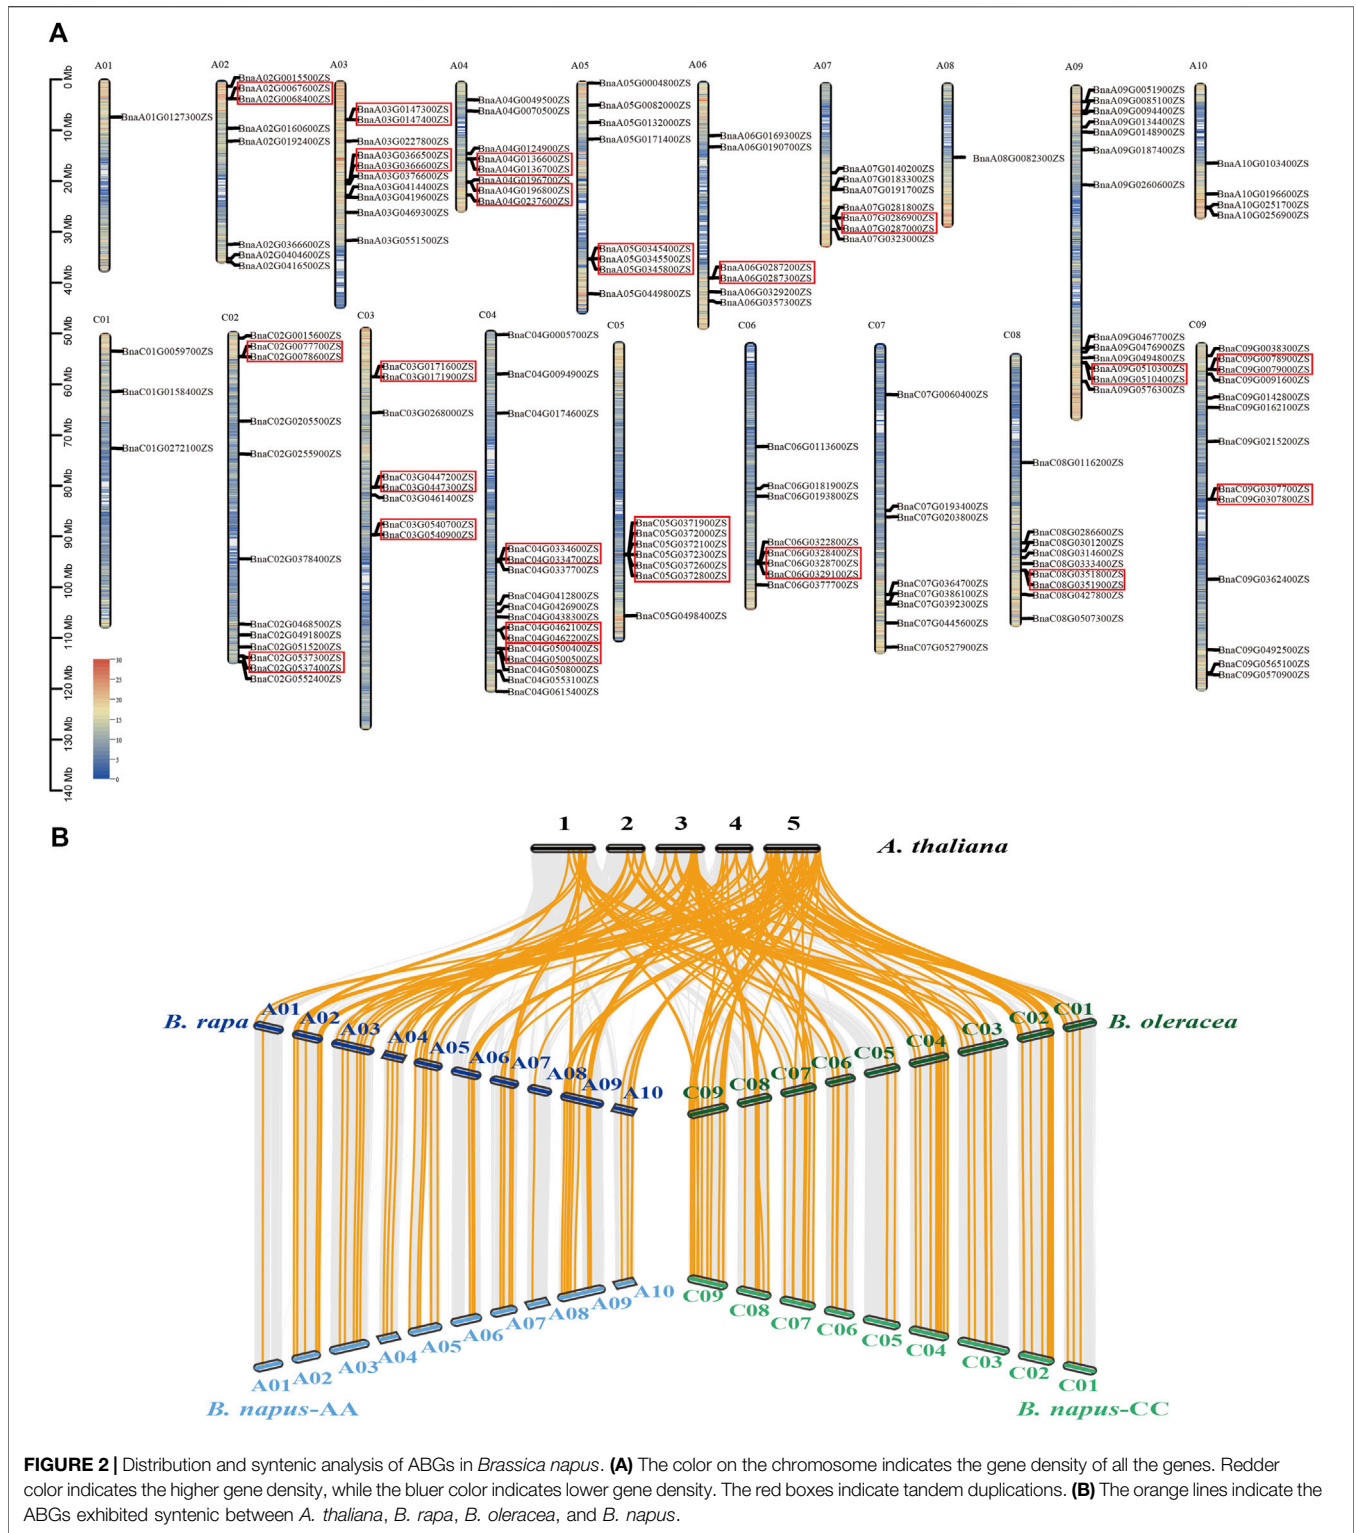 A
A01
A02
A03
A04
A05
A06
A07
A08
A09
A10
0 Mb
10 Mb
20 Mb
30 Mb
40 Mb
50 Mb
60 Mb
70 Mb
80 Mb
90 Mb
100 Mb
110 Mb
120 Mb
130 Mb
140 Mb
BnaA01G0127300ZS
BnaA02G0015500ZS
BnaA02G0067600ZS
BnaA02G0068400ZS
BnaA02G0160600ZS
BnaA02G0192400ZS
BnaA02G0366600ZS
BnaA02G0404600ZS
BnaA02G0416500ZS
BnaA03G0147300ZS
BnaA03G0147400ZS
BnaA03G0227800ZS
BnaA03G0366500ZS
BnaA03G0366600ZS
BnaA03G0376600ZS
BnaA03G0414400ZS
BnaA03G0419600ZS
BnaA03G0469300ZS
BnaA03G0551500ZS
BnaA04G0049500ZS
BnaA04G0070500ZS
BnaA04G0124900ZS
BnaA04G0136600ZS
BnaA04G0136700ZS
BnaA04G0196700ZS
BnaA04G0196800ZS
BnaA04G0237600ZS
BnaA05G0004800ZS
BnaA05G0082000ZS
BnaA05G0132000ZS
BnaA05G0171400ZS
BnaA05G0345400ZS
BnaA05G0345500ZS
BnaA05G0345800ZS
BnaA05G0449800ZS
BnaA06G0169300ZS
BnaA06G0190700ZS
BnaA06G0287200ZS
BnaA06G0287300ZS
BnaA06G0329200ZS
BnaA06G0357300ZS
BnaA07G0140200ZS
BnaA07G0183300ZS
BnaA07G0191700ZS
BnaA07G0281800ZS
BnaA07G0286900ZS
BnaA07G0287000ZS
BnaA07G0323000ZS
BnaA08G0082300ZS
BnaA09G0051900ZS
BnaA09G0085100ZS
BnaA09G0094400ZS
BnaA09G0134400ZS
BnaA09G0148900ZS
BnaA09G0187400ZS
BnaA09G0260600ZS
BnaA09G0467700ZS
BnaA09G0476900ZS
BnaA09G0494800ZS
BnaA09G0510300ZS
BnaA09G0510400ZS
BnaA09G0576300ZS
BnaA10G0103400ZS
BnaA10G0196600ZS
BnaA10G0251700ZS
BnaA10G0256900ZS
C01
C02
C03
C04
C05
C06
C07
C08
C09
BnaC01G0059700ZS
BnaC01G0158400ZS
BnaC01G0272100ZS
BnaC02G0015600ZS
BnaC02G0077700ZS
BnaC02G0078600ZS
BnaC02G0205500ZS
BnaC02G0255900ZS
BnaC02G0378400ZS
BnaC02G0468500ZS
BnaC02G0491800ZS
BnaC02G0515200ZS
BnaC02G0537300ZS
BnaC02G0537400ZS
BnaC02G0552400ZS
BnaC03G0171600ZS
BnaC03G0171900ZS
BnaC03G0268000ZS
BnaC03G0447200ZS
BnaC03G0447300ZS
BnaC03G0461400ZS
BnaC03G0540700ZS
BnaC03G0540900ZS
BnaC04G0005700ZS
BnaC04G0094900ZS
BnaC04G0174600ZS
BnaC04G0334600ZS
BnaC04G0334700ZS
BnaC04G0337700ZS
BnaC04G0412800ZS
BnaC04G0426900ZS
BnaC04G0438300ZS
BnaC04G0462100ZS
BnaC04G0462200ZS
BnaC04G0500400ZS
BnaC04G0500500ZS
BnaC04G0508000ZS
BnaC04G0553100ZS
BnaC04G0615400ZS
BnaC05G0371900ZS
BnaC05G0372000ZS
BnaC05G0372100ZS
BnaC05G0372300ZS
BnaC05G0372600ZS
BnaC05G0372800ZS
BnaC05G0498400ZS
BnaC06G0113600ZS
BnaC06G0181900ZS
BnaC06G0193800ZS
BnaC06G0322800ZS
BnaC06G0328400ZS
BnaC06G0328700ZS
BnaC06G0329100ZS
BnaC06G0377700ZS
BnaC07G0060400ZS
BnaC07G0193400ZS
BnaC07G0203800ZS
BnaC07G0364700ZS
BnaC07G0386100ZS
BnaC07G0392300ZS
BnaC07G0445600ZS
BnaC07G0527900ZS
BnaC08G0116200ZS
BnaC08G0286600ZS
BnaC08G0301200ZS
BnaC08G0314600ZS
BnaC08G0333400ZS
BnaC08G0351800ZS
BnaC08G0351900ZS
BnaC08G0427800ZS
BnaC08G0507300ZS
BnaC09G0038300ZS
BnaC09G0078900ZS
BnaC09G0079000ZS
BnaC09G0091600ZS
BnaC09G0142800ZS
BnaC09G0162100ZS
BnaC09G0215200ZS
BnaC09G0307700ZS
BnaC09G0307800ZS
BnaC09G0362400ZS
BnaC09G0492500ZS
BnaC09G0565100ZS
BnaC09G0570900ZS
30
25
20
15
10
5
0
B
1 2 3 4 5
A. thaliana
B. rapa
A01 A02 A03 A04 A05 A06 A07 A08 A09 A10
C09 C08 C07 C06 C05 C04 C03 C02 C01
B. oleracea
A01 A02 A03 A04 A05 A06 A07 A08 A09 A10
C09 C08 C07 C06 C05 C04 C03 C02 C01
B. napus-AA
B. napus-CC
FIGURE 2 | Distribution and syntenic analysis of ABGs in Brassica napus. (A) The color on the chromosome indicates the gene density of all the genes. Redder
color indicates the higher gene density, while the bluer color indicates lower gene density. The red boxes indicate tandem duplications. (B) The orange lines indicate the
ABGs exhibited syntenic between A. thaliana, B. rapa, B. oleracea, and B. napus.